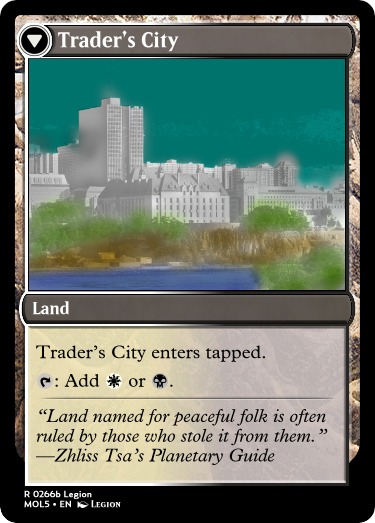 Trader's City
Land
Trader's City enters tapped.
: Add or .
“Land named for peaceful folk is often
ruled by those who stole it from them.”
—Zhliss Tsa's Planetary Guide
R 0266b Legion
MOL5 • EN Legion